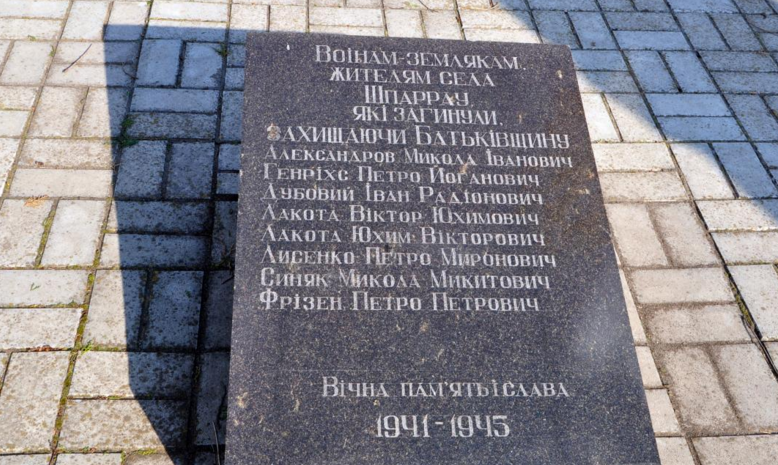 Воїнам-землякам,
жителям села
Шпаррау,
які загинули,
захищаючи Батьківщину
Александров Микола Іванович
Генріхс Петро Иоганович
Дубовий Іван Радіонович
Лакота Віктор Юхимович
Лакота Юхим Вікторович
Лисенко Петро Миронович
Синяк Микола Микитович
Фрізен Петро Петрович
Вічна пам'ять і слава
1941-1945